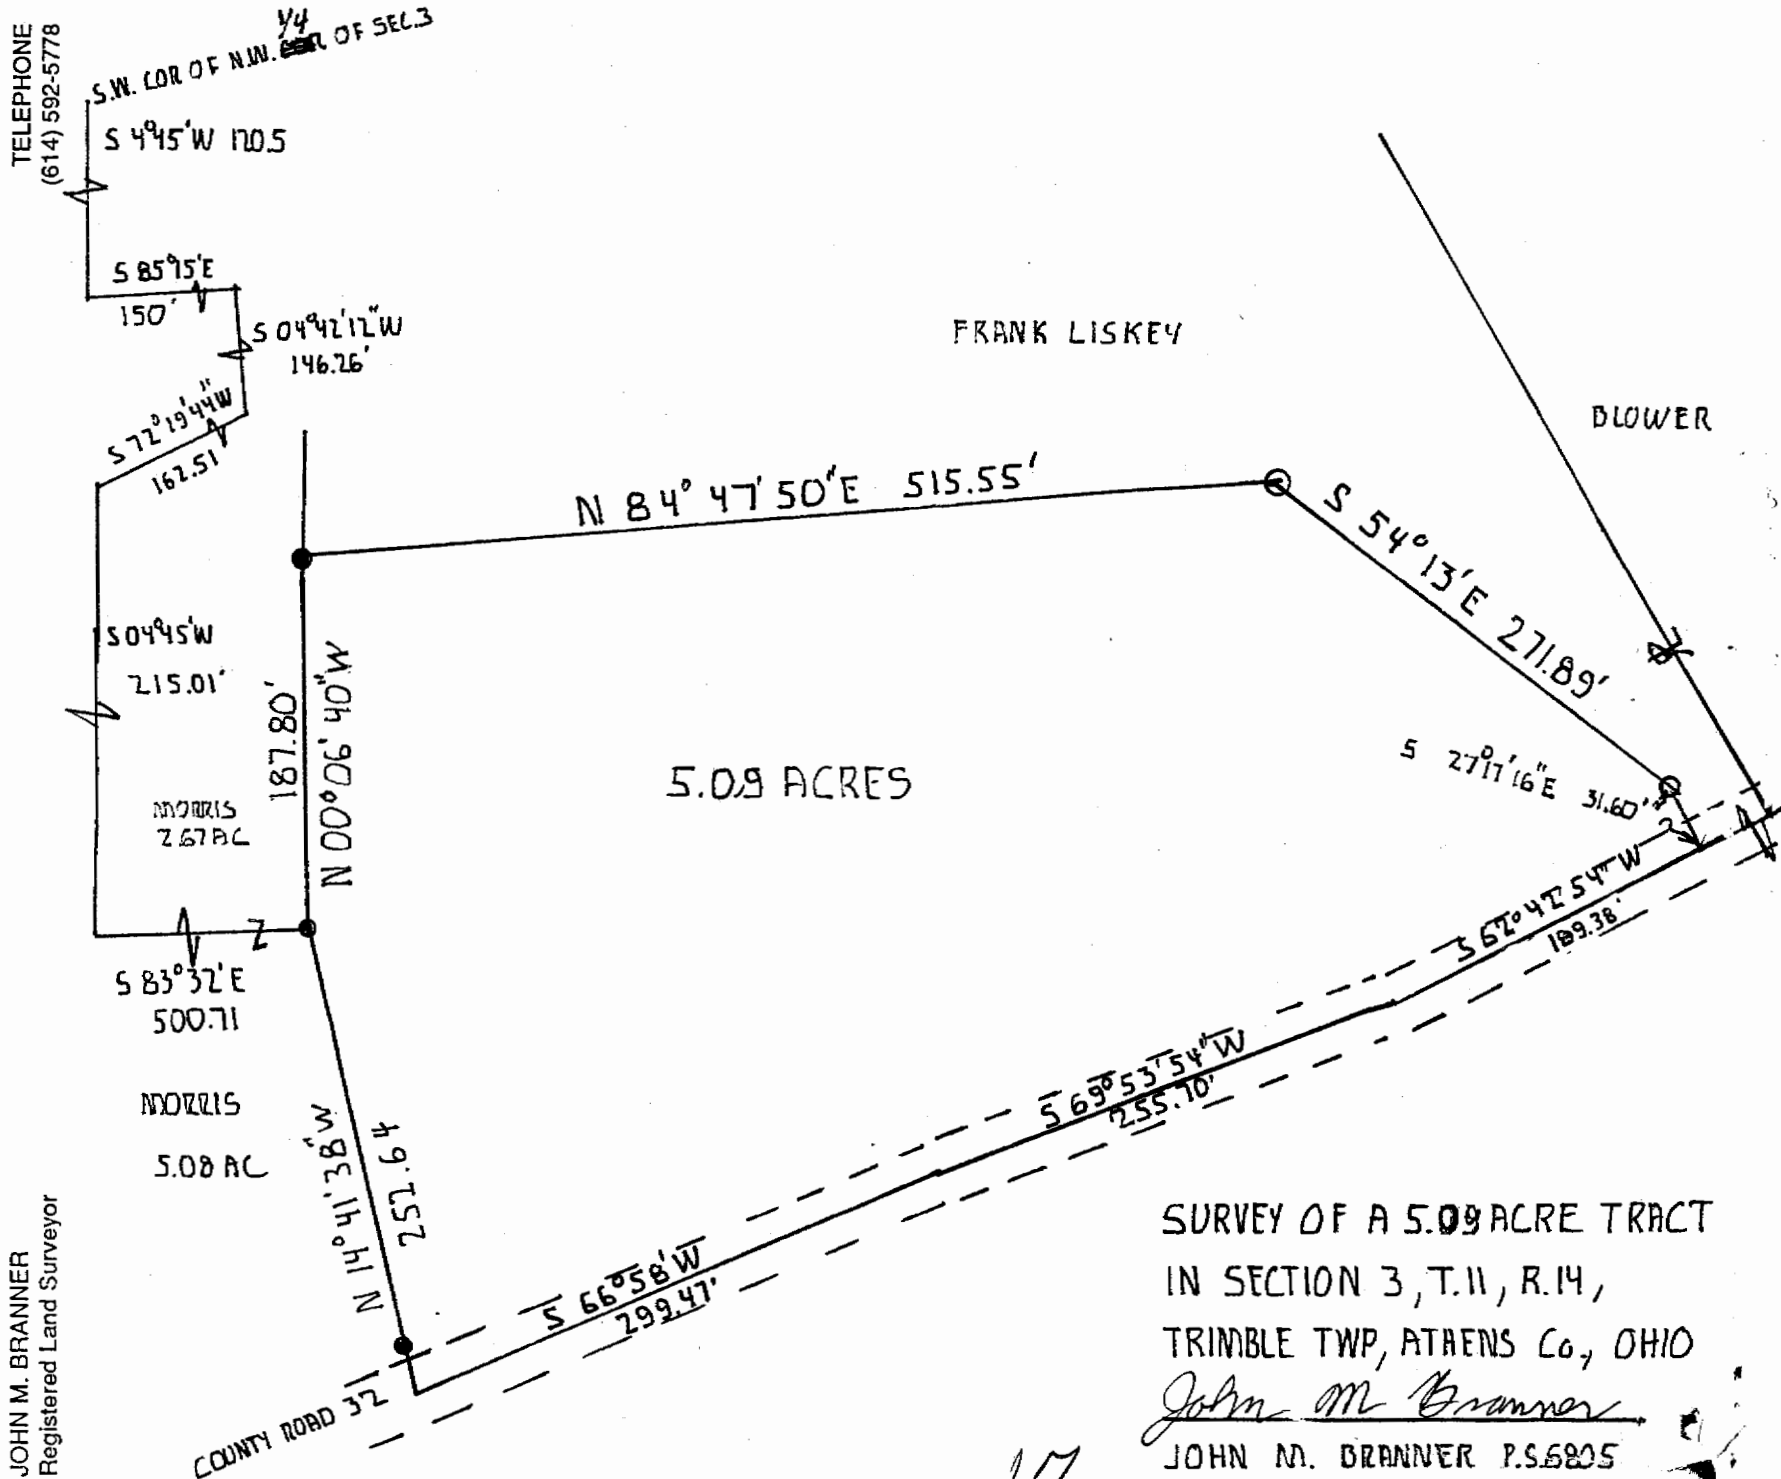 TELEPHONE
(614) 592-5778
1/4
S.W. COR OF N.W. OF SEC.3
S 4°45'W 120.5
S 85°15'E
150'
S 04°42'12"W
146.26'
S 72°19'44"W
162.51
S 04°45'W
215.01'
MORRIS
2.67 AC
S 83°32'E
500.71
MORRIS
5.08 AC
FRANK LISKEY
BLOWER
N 84° 47' 50"E 515.55'
S 54° 13' E 271.89'
S 27°17'16"E 31.60'
187.80'
N 00°06'40"W
5.09 ACRES
S 62° 42' 54" W
189.38'
S 69° 53' 54" W
255.70'
S 66°58' W
299.47'
N 14° 41' 38" W
252.64
COUNTY ROAD 32
SURVEY OF A 5.09 ACRE TRACT
IN SECTION 3, T.11, R.14,
TRIMBLE TWP, ATHENS Co., OHIO
John M Branner
JOHN M. BRANNER P.S.6805
JOHN M. BRANNER
Registered Land Surveyor